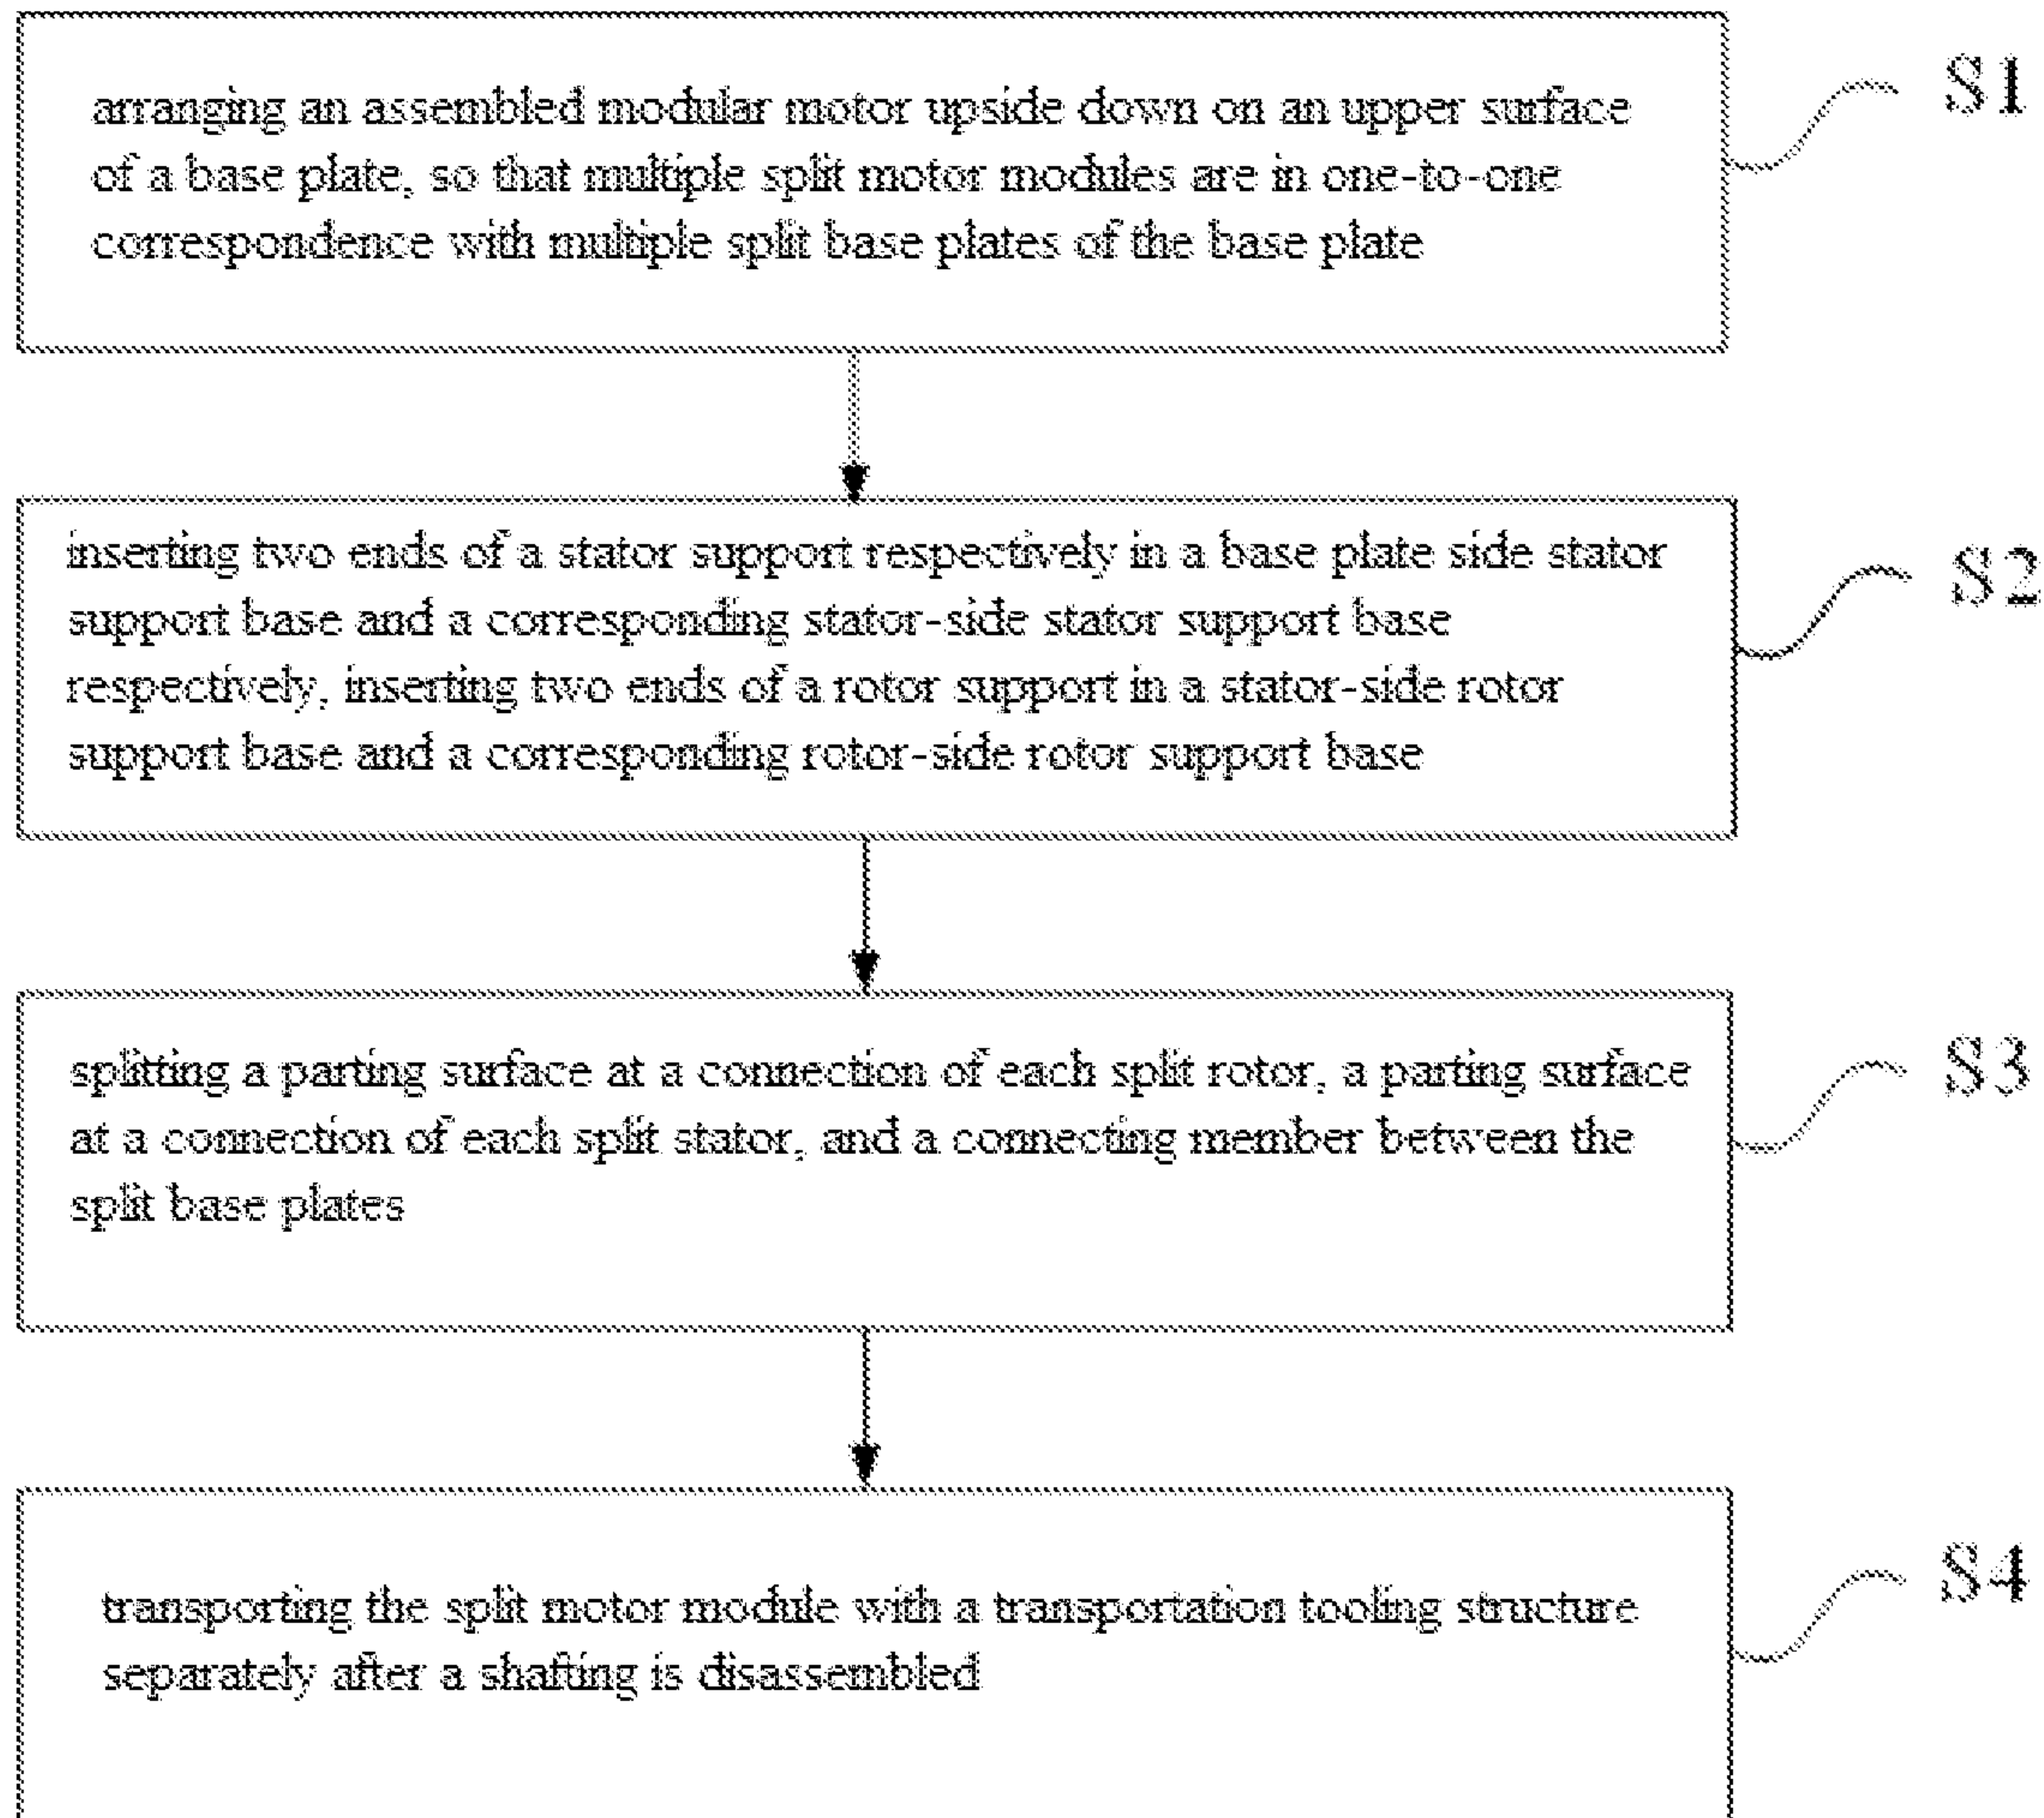 arranging an assembled modular motor upside down on an upper surface
of a base plate, so that multiple split motor modules are in one-to-one
correspondence with multiple split base plates of the base plate
S1
inserting two ends of a stator support respectively in a base plate side stator
support base and a corresponding stator-side stator support base
respectively, inserting two ends of a rotor support in a stator-side rotor
support base and a corresponding rotor-side rotor support base
S2
splitting a parting surface at a connection of each split rotor, a parting surface
at a connection of each split stator, and a connecting member between the
split base plates
S3
transporting the split motor module with a transportation tooling structure
separately after a shafting is disassembled
S4